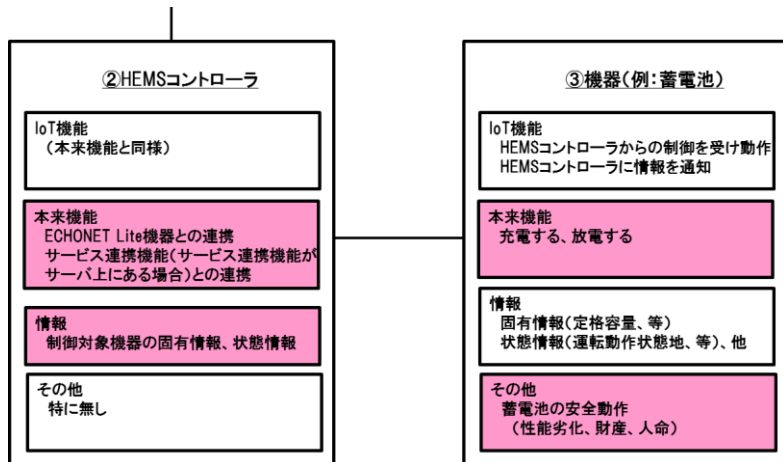 ②HEMSコントローラ
IoT機能
(本来機能と同様)
本来機能
ECHONET Lite機器との連携
サービス連携機能(サービス連携機能が
サーバ上にある場合)との連携
情報
制御対象機器の固有情報、状態情報
その他
特に無し
③機器(例:蓄電池)
IoT機能
HEMSコントローラからの制御を受け動作
HEMSコントローラに情報を通知
本来機能
充電する、放電する
情報
固有情報(定格容量、等)
状態情報(運転動作状態地、等)、他
その他
蓄電池の安全動作
(性能劣化、財産、人命)